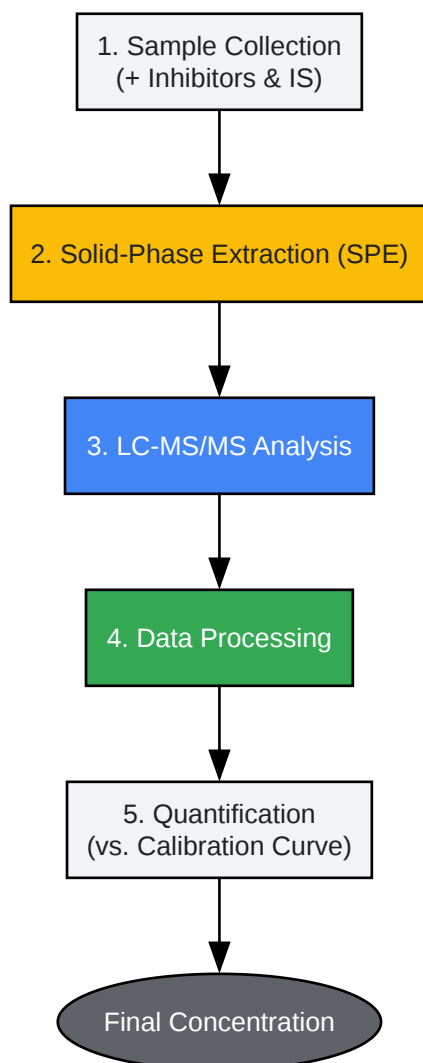 1. Sample Collection
(+ Inhibitors & IS)
2. Solid-Phase Extraction (SPE)
3. LC-MS/MS Analysis
4. Data Processing
5. Quantification
(vs. Calibration Curve)
Final Concentration